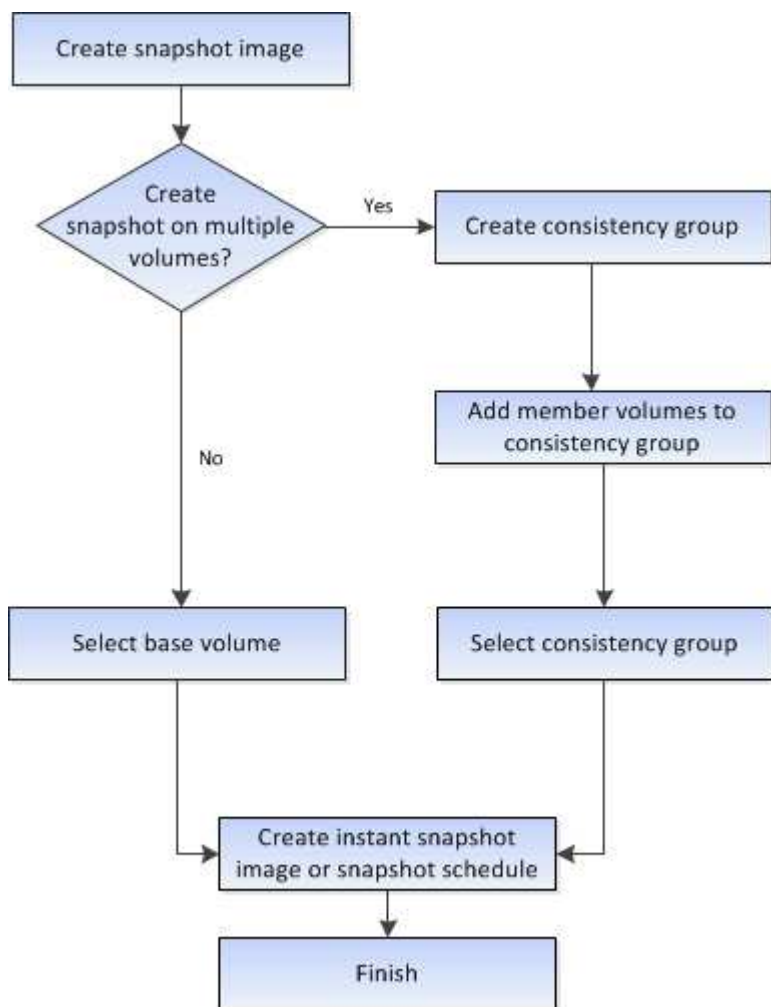 Create snapshot image
Create
snapshot on multiple
volumes?
Yes
Create consistency group
Add member volumes to
consistency group
No
Select base volume
Select consistency group
Create instant snapshot
image or snapshot schedule
Finish